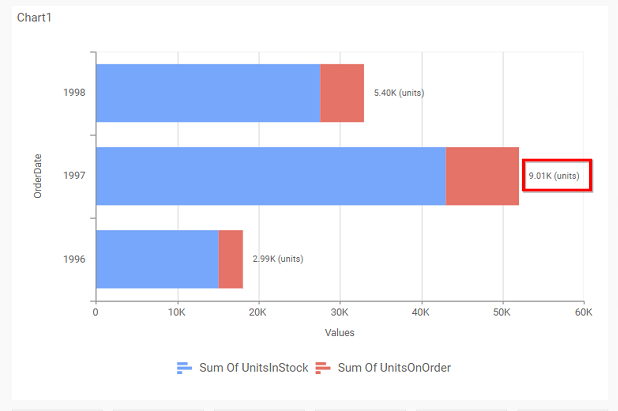 Chart1
1998
5.40K (units)
OrderDate
1997
9.01K (units)
1996
2.99K (units)
0 10K 20K 30K 40K 50K 60K
Values
Sum Of UnitsInStock Sum Of UnitsOnOrder